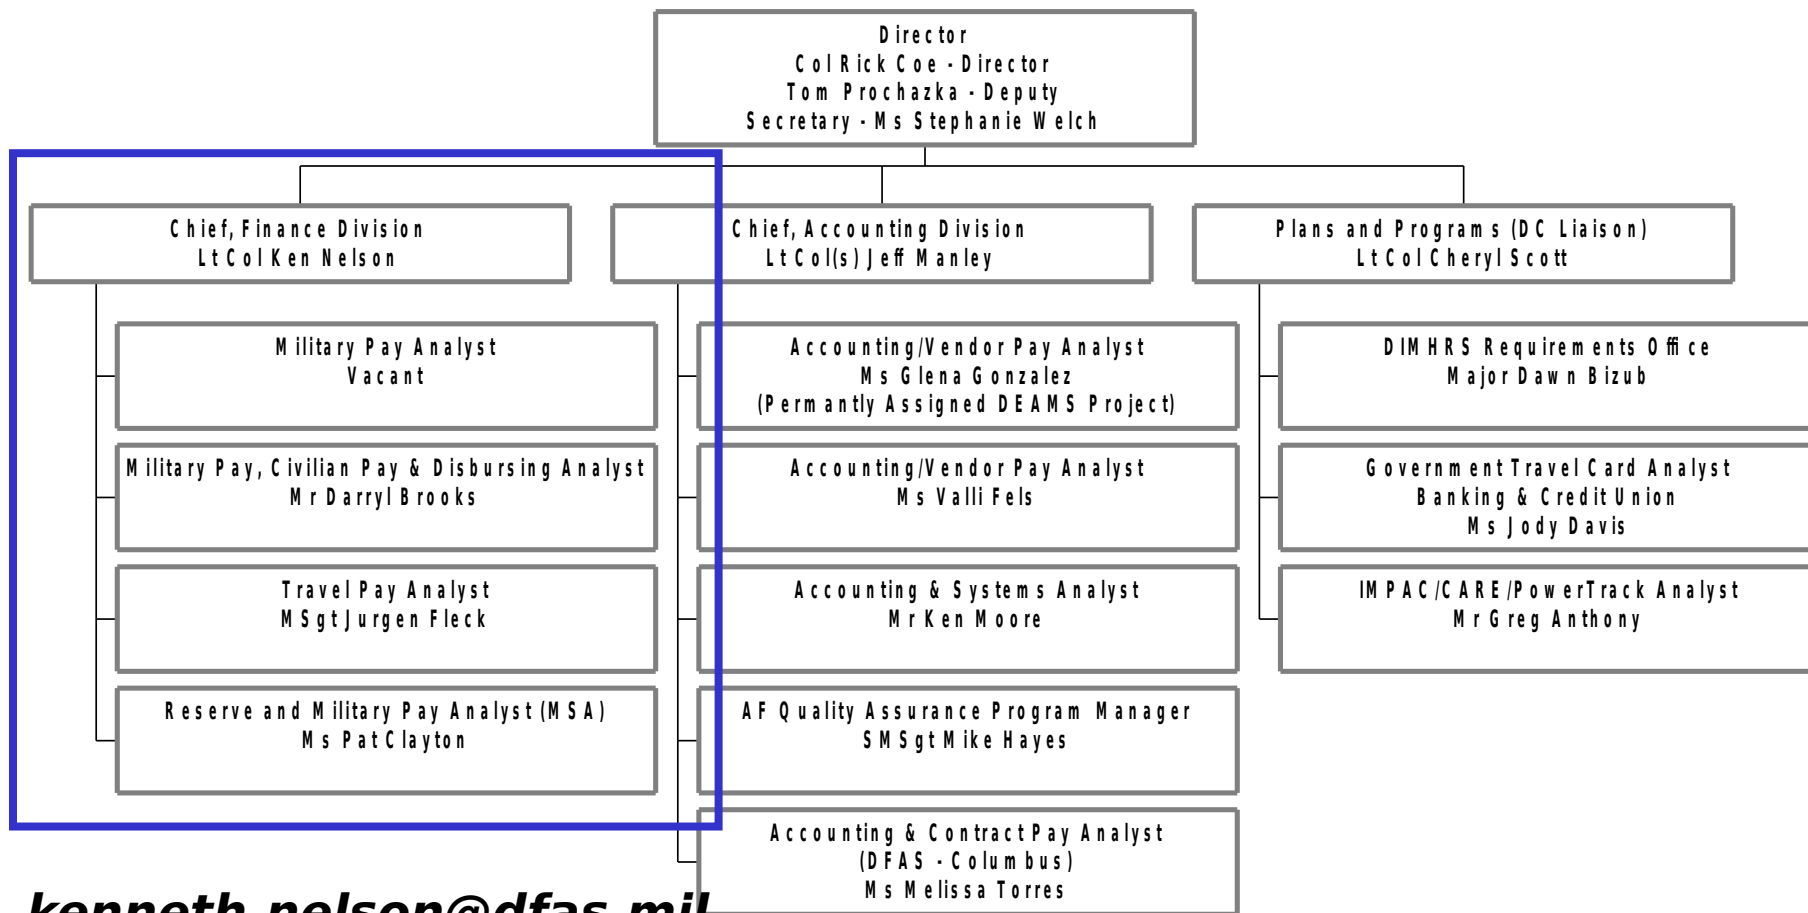 Director
Col Rick Coe - Director
Tom Prochazka - Deputy
Secretary - Ms Stephanie Welch
Chief, Finance Division
Lt Col Ken Nelson
Military Pay Analyst
Vacant
Military Pay, Civilian Pay & Disbursing Analyst
Mr Darryl Brooks
Travel Pay Analyst
MSgt Jurgen Fleck
Reserve and Military Pay Analyst (MSA)
Ms Pat Clayton
Chief, Accounting Division
Lt Col(s) Jeff Manley
Accounting/Vendor Pay Analyst
Ms Glena Gonzalez
(Permantly Assigned DEAMS Project)
Accounting/Vendor Pay Analyst
Ms Valli Fels
Accounting & Systems Analyst
Mr Ken Moore
AF Quality Assurance Program Manager
SMSgt Mike Hayes
Accounting & Contract Pay Analyst
(DFAS - Columbus)
Ms Melissa Torres
Plans and Programs (DC Liaison)
Lt Col Cheryl Scott
DIMHRS Requirements Office
Major Dawn Bizub
Government Travel Card Analyst
Banking & Credit Union
Ms Jody Davis
IMPAC/CARE/PowerTrack Analyst
Mr Greg Anthony
kenneth.nelson@dfas.mil